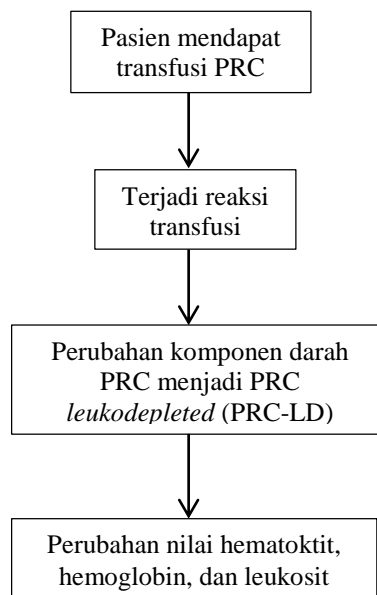 Pasien mendapat
transfusi PRC
Terjadi reaksi
transfusi
Perubahan komponen darah
PRC menjadi PRC
leukodepleted (PRC-LD)
Perubahan nilai hematoktit,
hemoglobin, dan leukosit